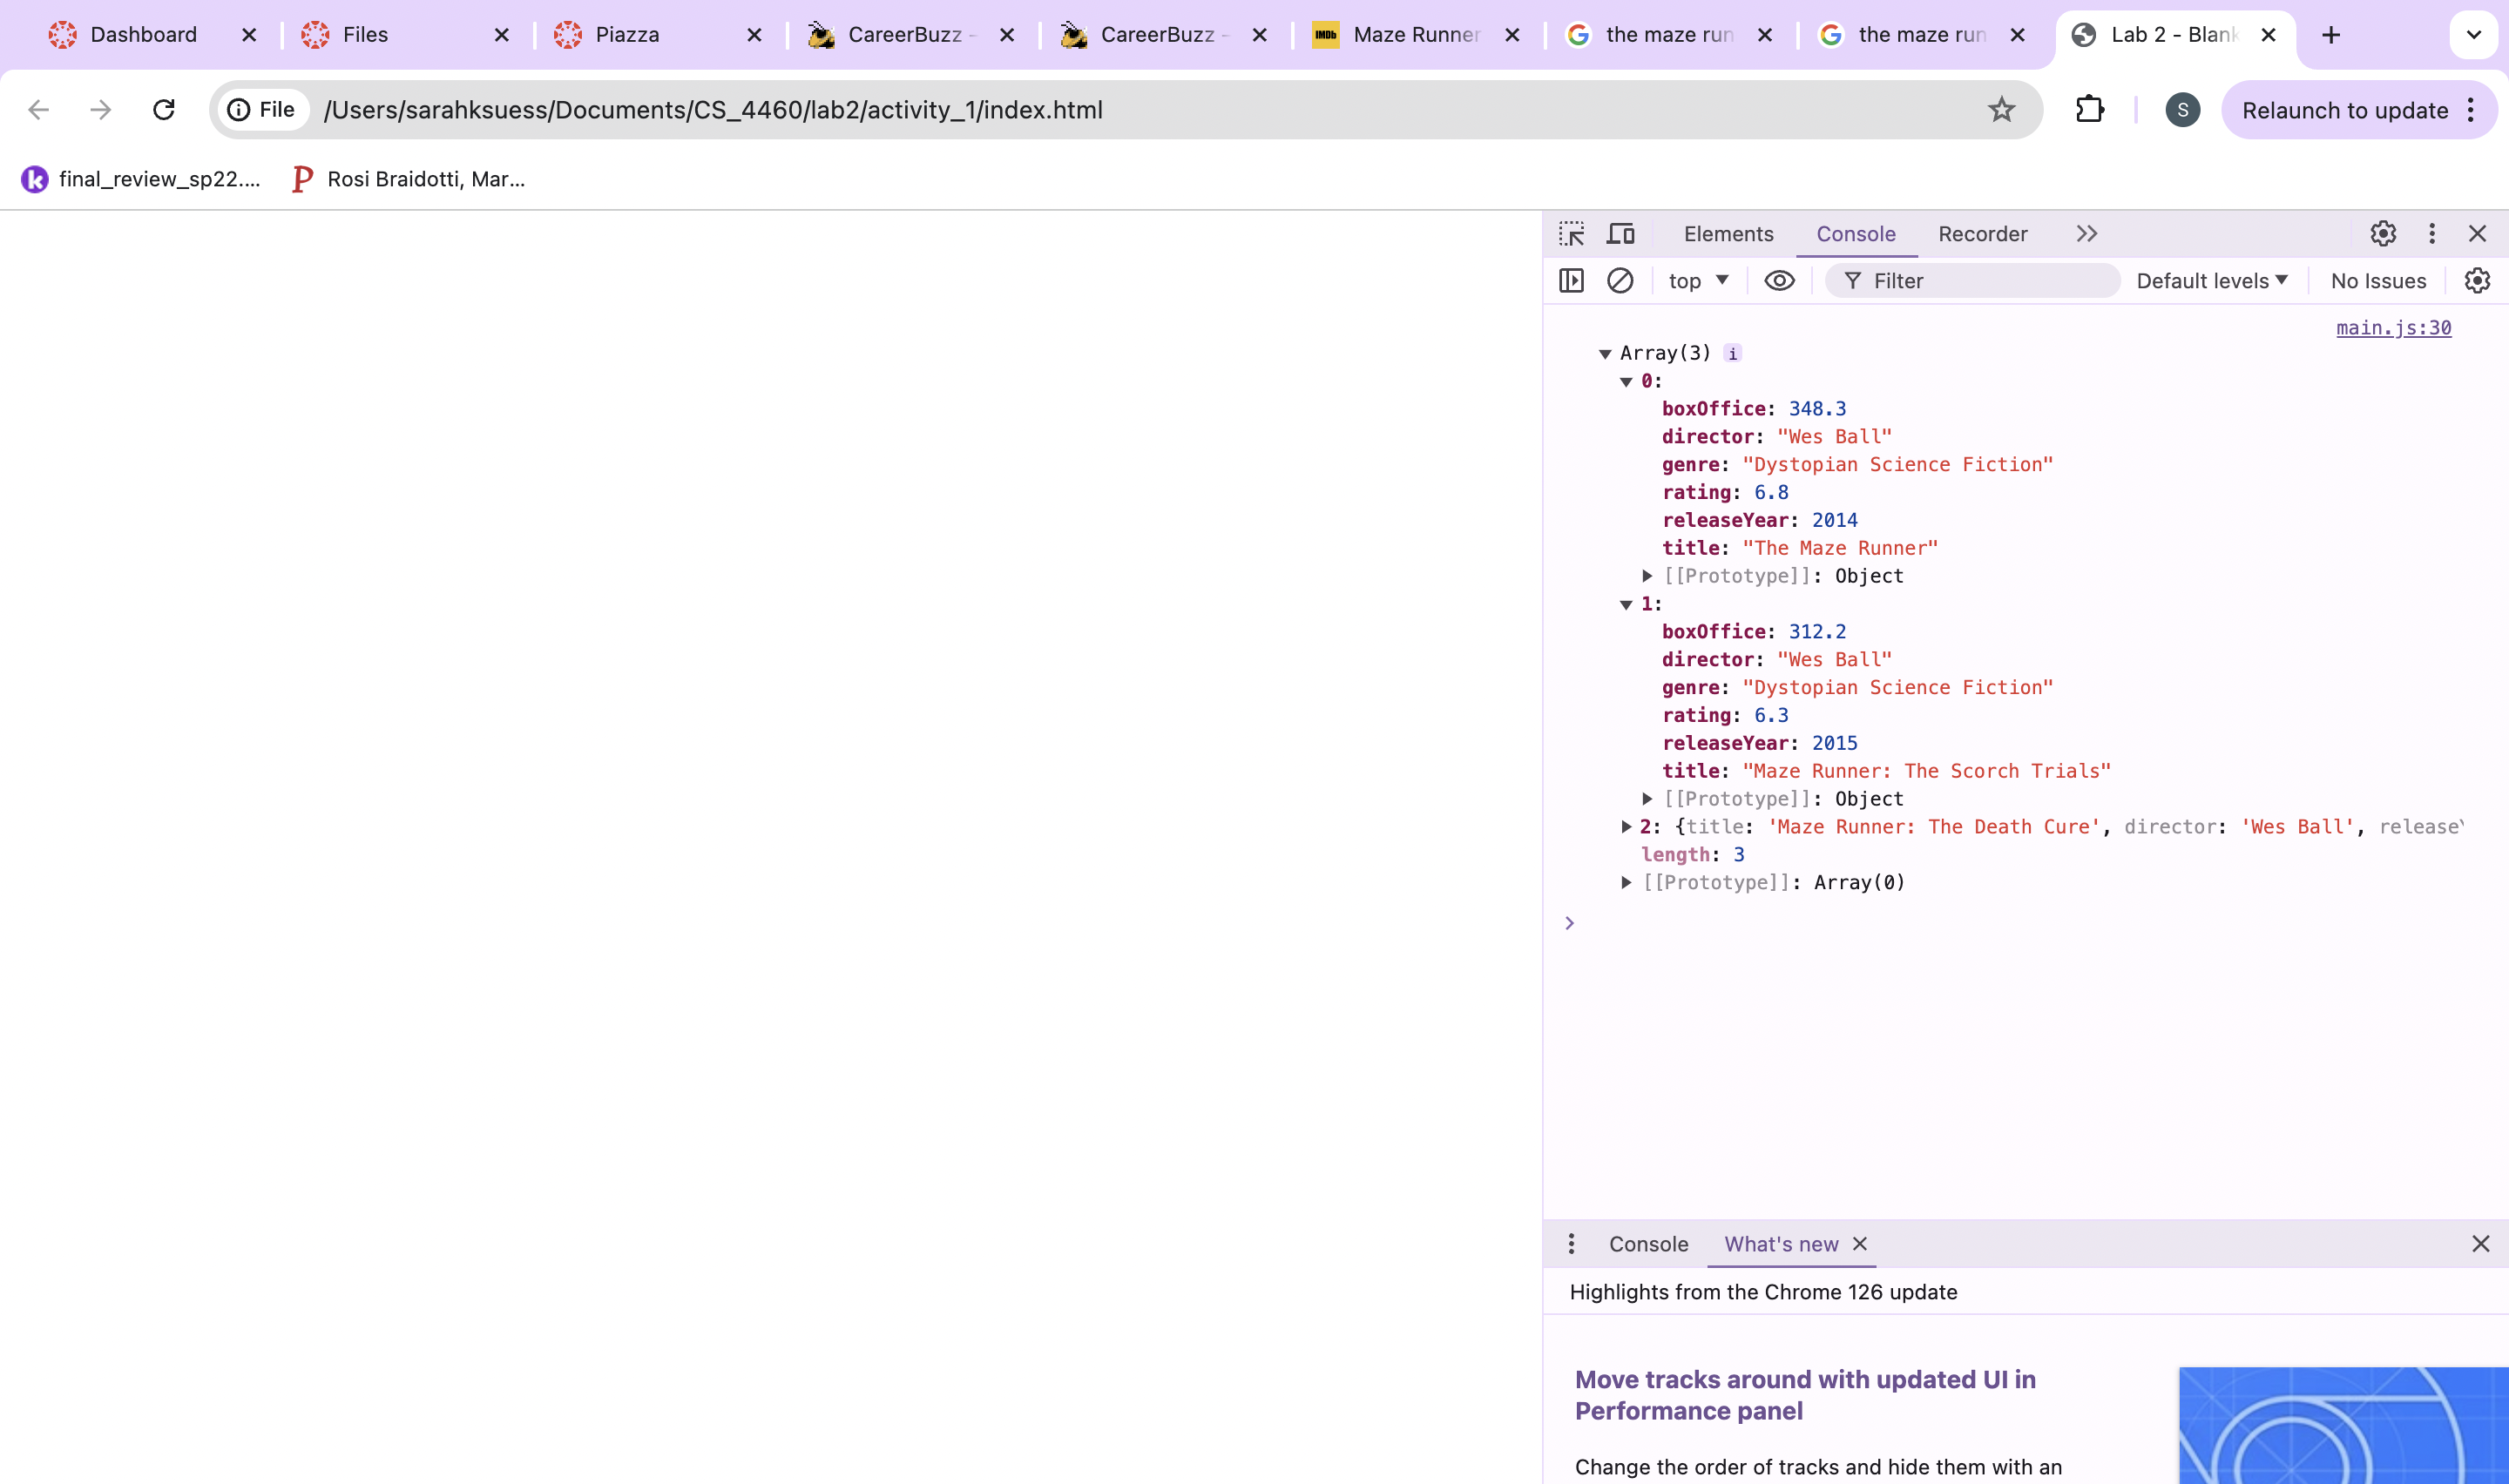 Dashboard Files Piazza CareerBuzz - CareerBuzz - IMDb Maze Runner the maze run the maze run Lab 2 - Blank
File /Users/sarahksuess/Documents/CS_4460/lab2/activity_1/index.html S Relaunch to update
k final_review_sp22.... P Rosi Braidotti, Mar...
Elements Console Recorder
top Filter Default levels No Issues
main.js:30
Array(3) i
0:
boxOffice: 348.3
director: "Wes Ball"
genre: "Dystopian Science Fiction"
rating: 6.8
releaseYear: 2014
title: "The Maze Runner"
[[Prototype]]: Object
1:
boxOffice: 312.2
director: "Wes Ball"
genre: "Dystopian Science Fiction"
rating: 6.3
releaseYear: 2015
title: "Maze Runner: The Scorch Trials"
[[Prototype]]: Object
2: {title: 'Maze Runner: The Death Cure', director: 'Wes Ball', release
length: 3
[[Prototype]]: Array(0)
Console What's new
Highlights from the Chrome 126 update
Move tracks around with updated UI in
Performance panel
Change the order of tracks and hide them with an